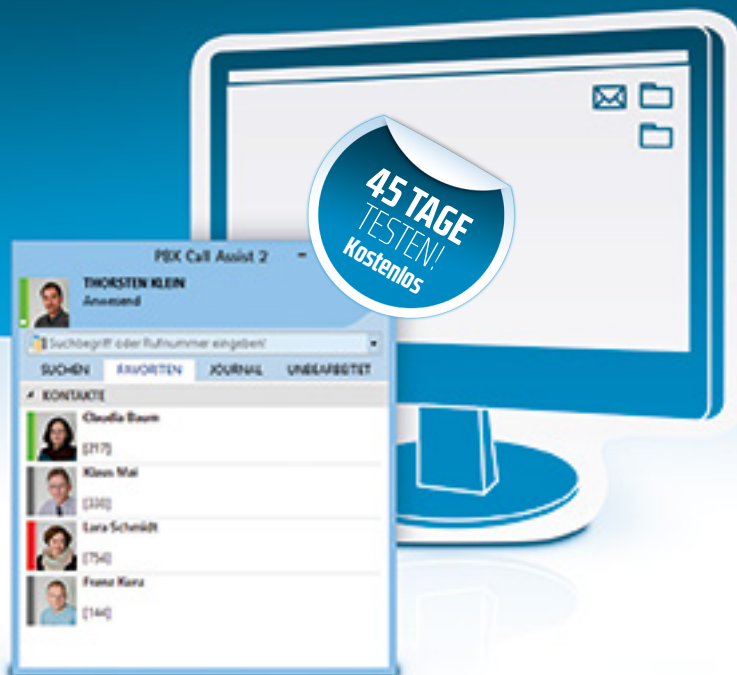 45 TAGE
TESTEN!
Kostenlos
PBX Call Assist 2
THORSTEN KLEIN
Anwesend
Suchbegriff oder Rufnummer eingeben!
SUCHEN FAVORITEN JOURNAL UNBEARBEITET
KONTAKTE
Claudia Baum
[217]
Klaus Mai
[330]
Lara Schmidt
[754]
Franz Kurz
[144]